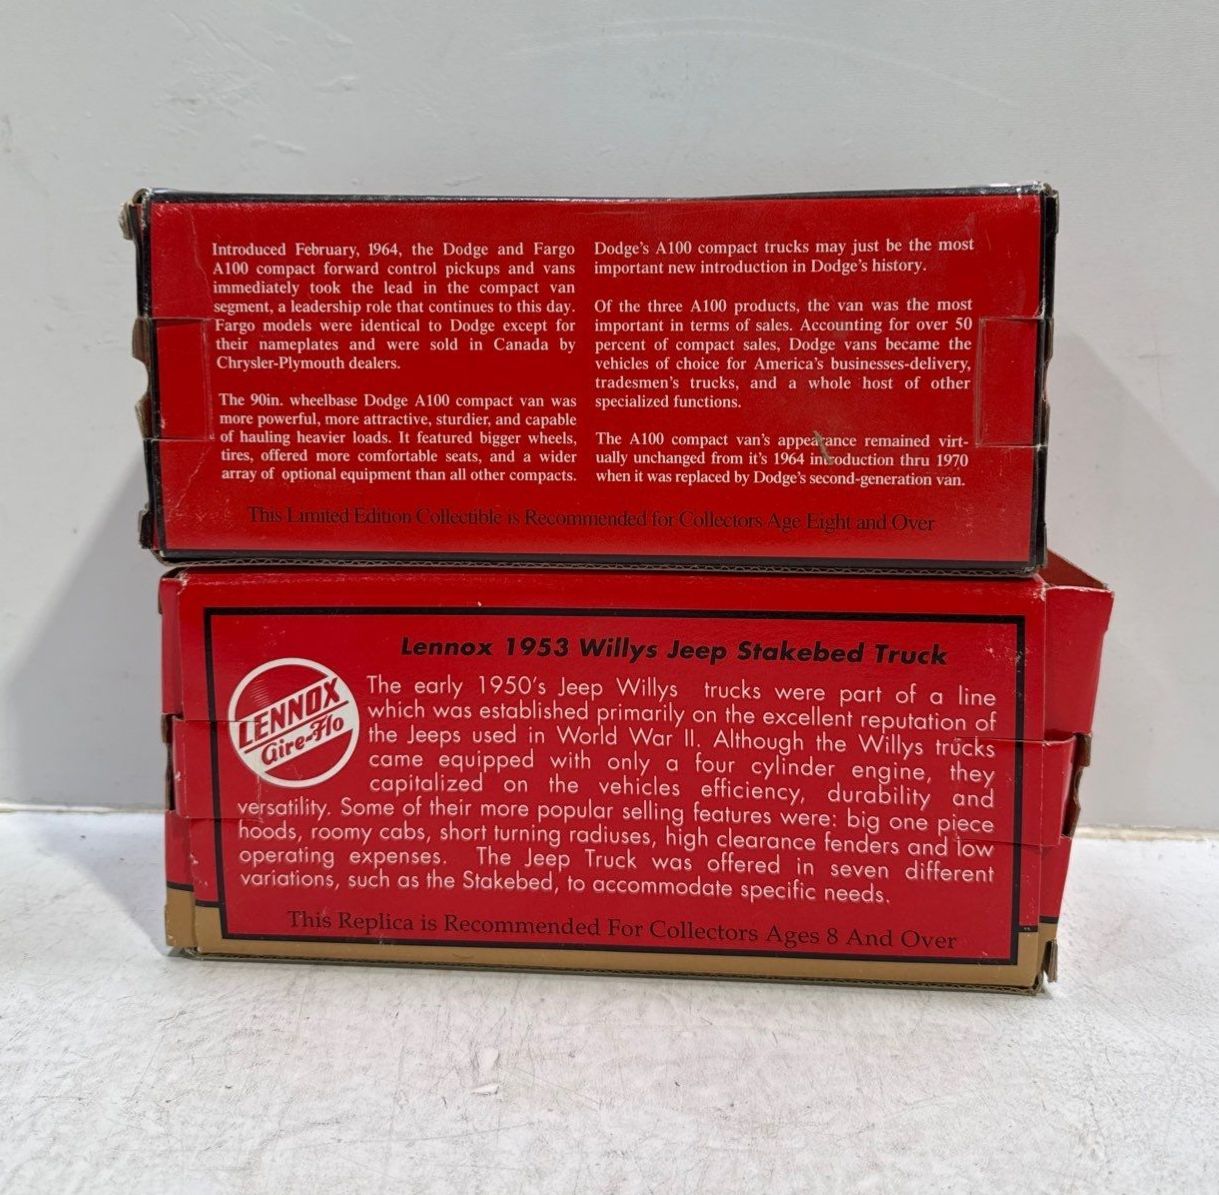 Introduced February, 1964, the Dodge and Fargo
A100 compact forward control pickups and vans
immediately took the lead in the compact van
segment, a leadership role that continues to this day.
Fargo models were identical to Dodge except for
their nameplates and were sold in Canada by
Chrysler-Plymouth dealers.
The 90in. wheelbase Dodge A100 compact van was
more powerful, more attractive, sturdier, and capable
of hauling heavier loads. It featured bigger wheels,
tires, offered more comfortable seats, and a wider
array of optional equipment than all other compacts.
Dodge's A100 compact trucks may just be the most
important new introduction in Dodge's history.
Of the three A100 products, the van was the most
important in terms of sales. Accounting for over 50
percent of compact sales, Dodge vans became the
vehicles of choice for America's businesses-delivery,
tradesmen's trucks, and a whole host of other
specialized functions.
The A100 compact van's appearance remained virt-
ually unchanged from it's 1964 introduction thru 1970
when it was replaced by Dodge's second-generation van.
This Limited Edition Collectible is Recommended for Collectors Age Eight and Over
Lennox 1953 Willys Jeep Stakebed Truck
LENNOX
Aire-Flo
The early 1950's Jeep Willys trucks were part of a line
which was established primarily on the excellent reputation of
the Jeeps used in World War II. Although the Willys trucks
came equipped with only a four cylinder engine, they
capitalized on the vehicles efficiency, durability and
versatility. Some of their more popular selling features were: big one piece
hoods, roomy cabs, short turning radiuses, high clearance fenders and low
operating expenses. The Jeep Truck was offered in seven different
variations, such as the Stakebed, to accommodate specific needs.
This Replica is Recommended For Collectors Ages 8 And Over